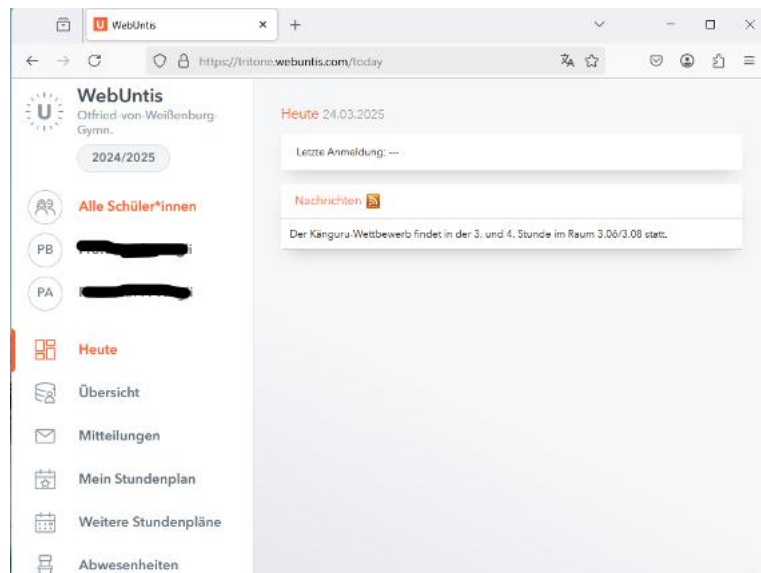 WebUntis
https://tritone.webuntis.com/today
U
WebUntis
Otfried-von-Weißenburg-
Gymn.
2024/2025
Alle Schüler*innen
PB
PA
Heute
Übersicht
Mitteilungen
Mein Stundenplan
Weitere Stundenpläne
Abwesenheiten
Heute 24.03.2025
Letzte Anmeldung: ---
Nachrichten
Der Känguru-Wettbewerb findet in der 3. und 4. Stunde im Raum 3.06/3.08 statt.